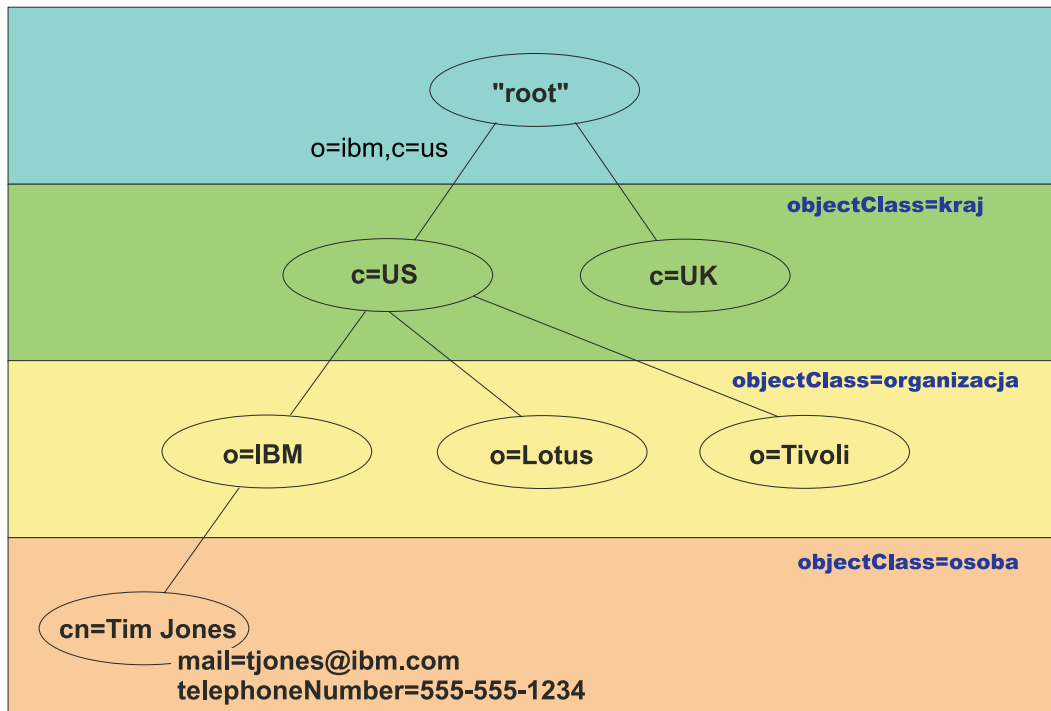 "root"
o=ibm,c=us
objectClass=kraj
c=US
c=UK
objectClass=organizacja
o=IBM
o=Lotus
o=Tivoli
objectClass=osoba
cn=Tim Jones
mail=tjones@ibm.com
telephoneNumber=555-555-1234